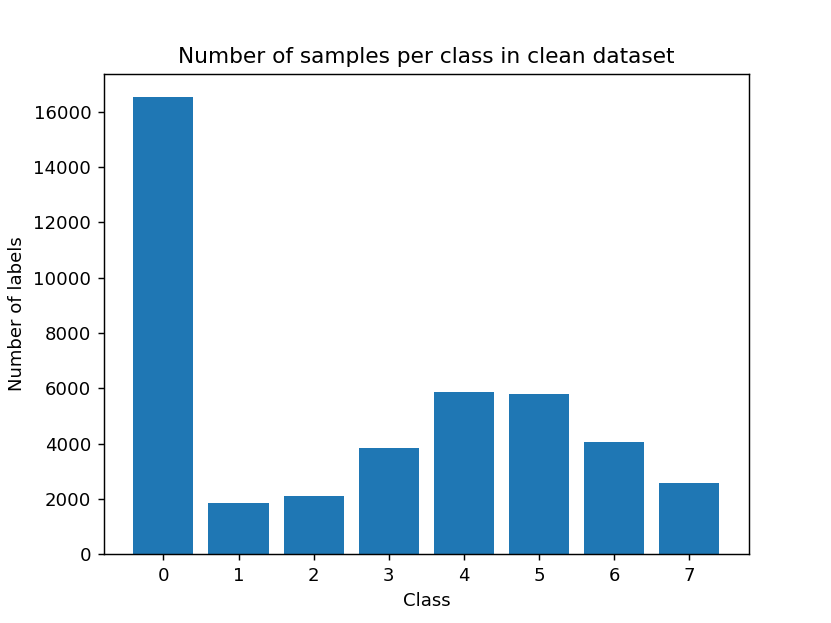 Number of samples per class in clean dataset
16000
14000
12000
10000
8000
6000
4000
2000
0
Number of labels
0 1 2 3 4 5 6 7
Class